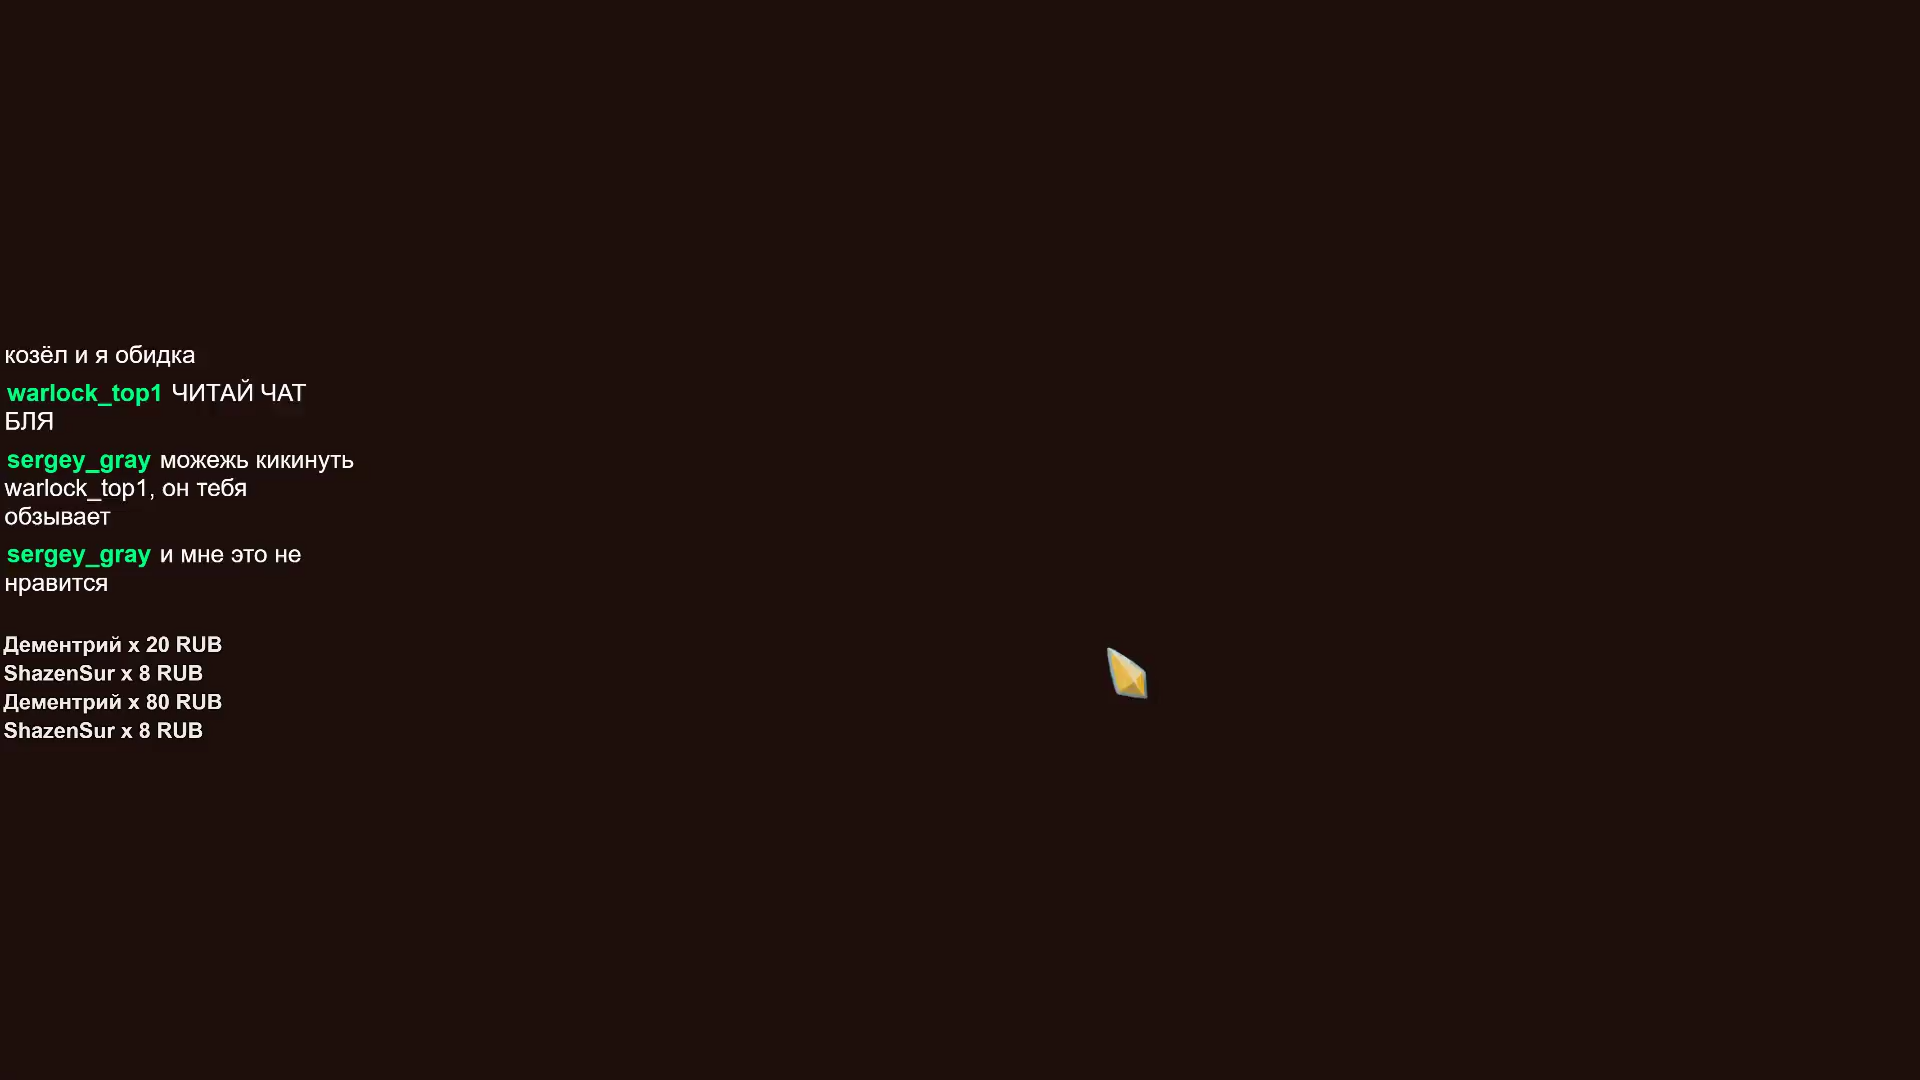 козёл и я обидка
warlock_top1 ЧИТАЙ ЧАТ
БЛЯ
sergey_gray можежь кикинуть
warlock_top1, он тебя
обзывает
sergey_gray и мне это не
нравится
Дементрий x 20 RUB
ShazenSur x 8 RUB
Дементрий x 80 RUB
ShazenSur x 8 RUB